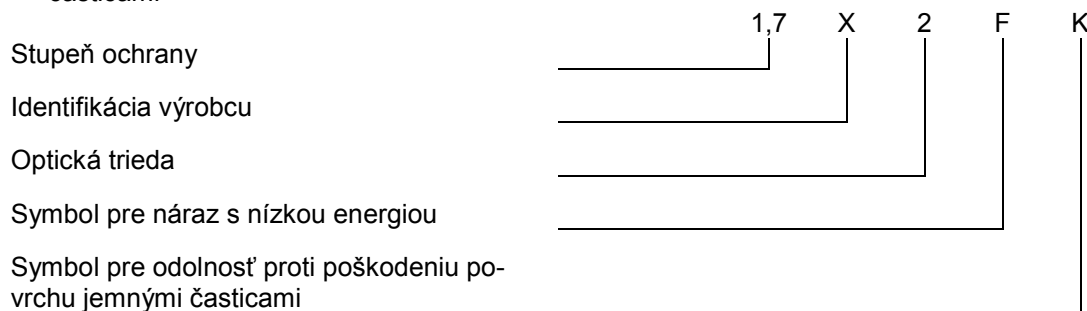 časticami
1,7 X 2 F K
Stupeň ochrany
Identifikácia výrobcu
Optická trieda
Symbol pre náraz s nízkou energiou
Symbol pre odolnosť proti poškodeniu po-
vrchu jemnými časticami